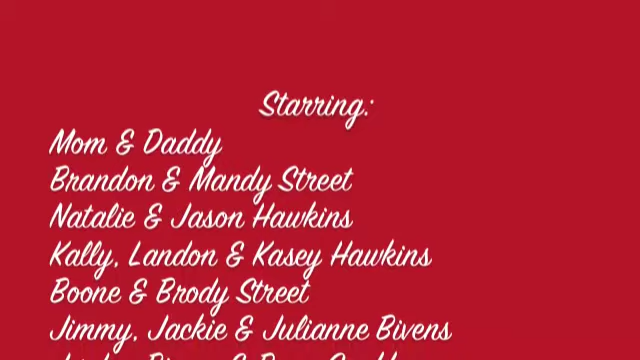 Starring:
Mom & Daddy
Brandon & Mandy Street
Natalie & Jason Hawkins
Kally, Landon & Kasey Hawkins
Boone & Brody Street
Jimmy, Jackie & Julianne Bivens